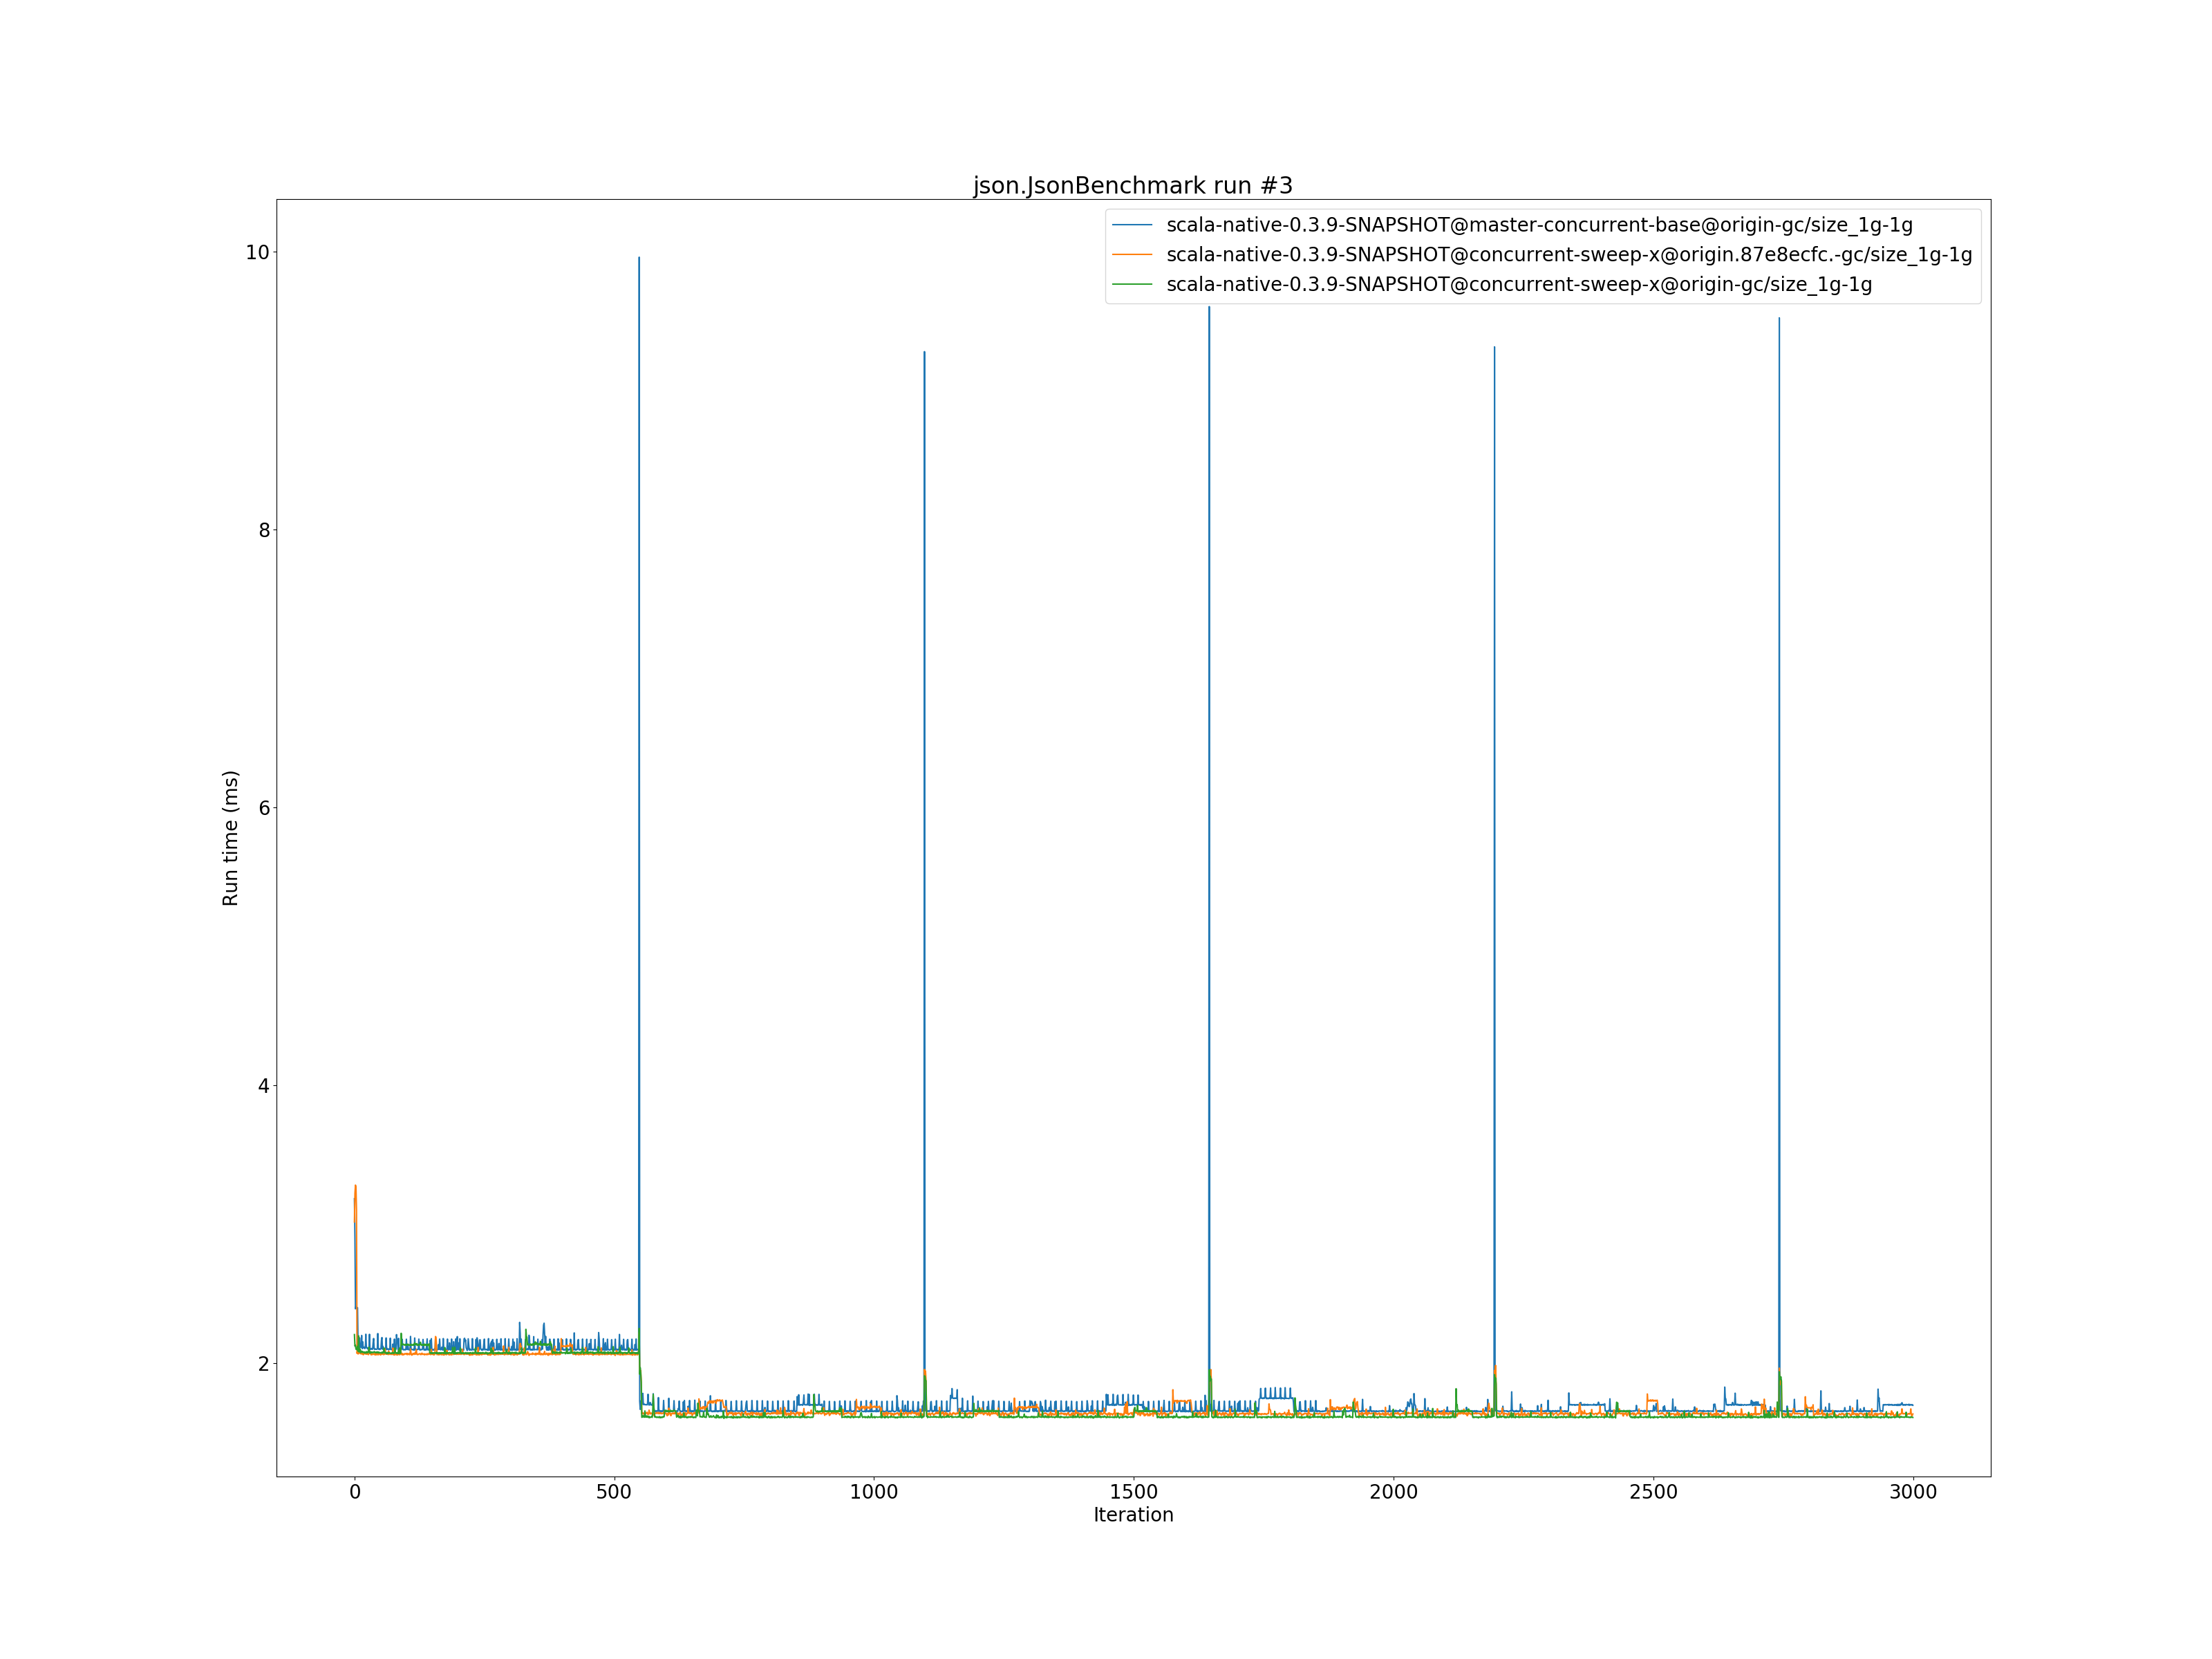 json.JsonBenchmark run #3
scala-native-0.3.9-SNAPSHOT@master-concurrent-base@origin-gc/size_1g-1g
scala-native-0.3.9-SNAPSHOT@concurrent-sweep-x@origin.87e8ecfc.-gc/size_1g-1g
scala-native-0.3.9-SNAPSHOT@concurrent-sweep-x@origin-gc/size_1g-1g
10
8
6
4
2
Run time (ms)
0 500 1000 1500 2000 2500 3000
Iteration